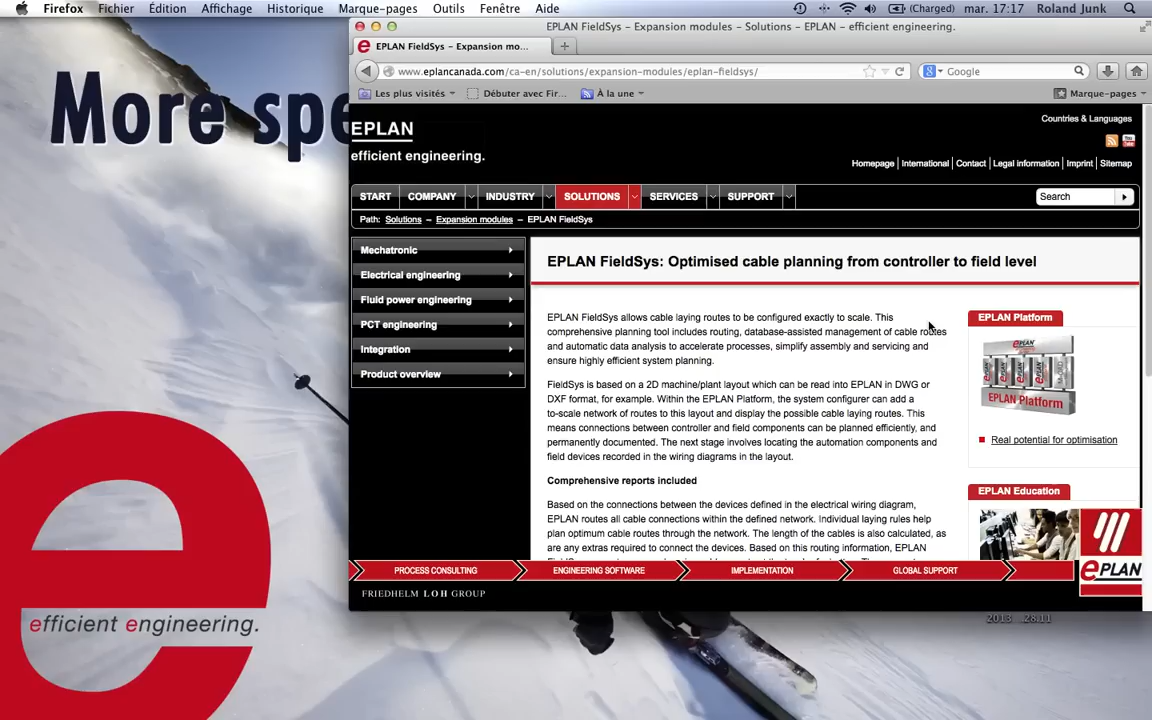 Firefox Fichier Édition Affichage Historique Marque-pages Outils Fenêtre Aide (Charged) mar. 17:17 Roland Junk
EPLAN FieldSys – Expansion modules – Solutions – EPLAN – efficient engineering.
EPLAN FieldSys – Expansion mo...
www.eplancanada.com/ca-en/solutions/expansion-modules/eplan-fieldsys/ Google
Les plus visités Débuter avec Fir... À la une Marque-pages
More spe
EPLAN
efficient engineering.
Countries & Languages
Homepage International Contact Legal information Imprint Sitemap
START COMPANY INDUSTRY SOLUTIONS SERVICES SUPPORT Search
Path: Solutions – Expansion modules – EPLAN FieldSys
Mechatronic
Electrical engineering
Fluid power engineering
PCT engineering
Integration
Product overview
EPLAN FieldSys: Optimised cable planning from controller to field level
EPLAN FieldSys allows cable laying routes to be configured exactly to scale. This
comprehensive planning tool includes routing, database-assisted management of cable routes
and automatic data analysis to accelerate processes, simplify assembly and servicing and
ensure highly efficient system planning.
FieldSys is based on a 2D machine/plant layout which can be read into EPLAN in DWG or
DXF format, for example. Within the EPLAN Platform, the system configurer can add a
to-scale network of routes to this layout and display the possible cable laying routes. This
means connections between controller and field components can be planned efficiently, and
permanently documented. The next stage involves locating the automation components and
field devices recorded in the wiring diagrams in the layout.
Comprehensive reports included
Based on the connections between the devices defined in the electrical wiring diagram,
EPLAN routes all cable connections within the defined network. Individual laying rules help
plan optimum cable routes through the network. The length of the cables is also calculated, as
are any extras required to connect the devices. Based on this routing information, EPLAN
EPLAN Platform
EPLAN Platform
Real potential for optimisation
EPLAN Education
ePLAN
PROCESS CONSULTING ENGINEERING SOFTWARE IMPLEMENTATION GLOBAL SUPPORT
FRIEDHELM LOH GROUP
e
efficient engineering.
2013 ...28.11